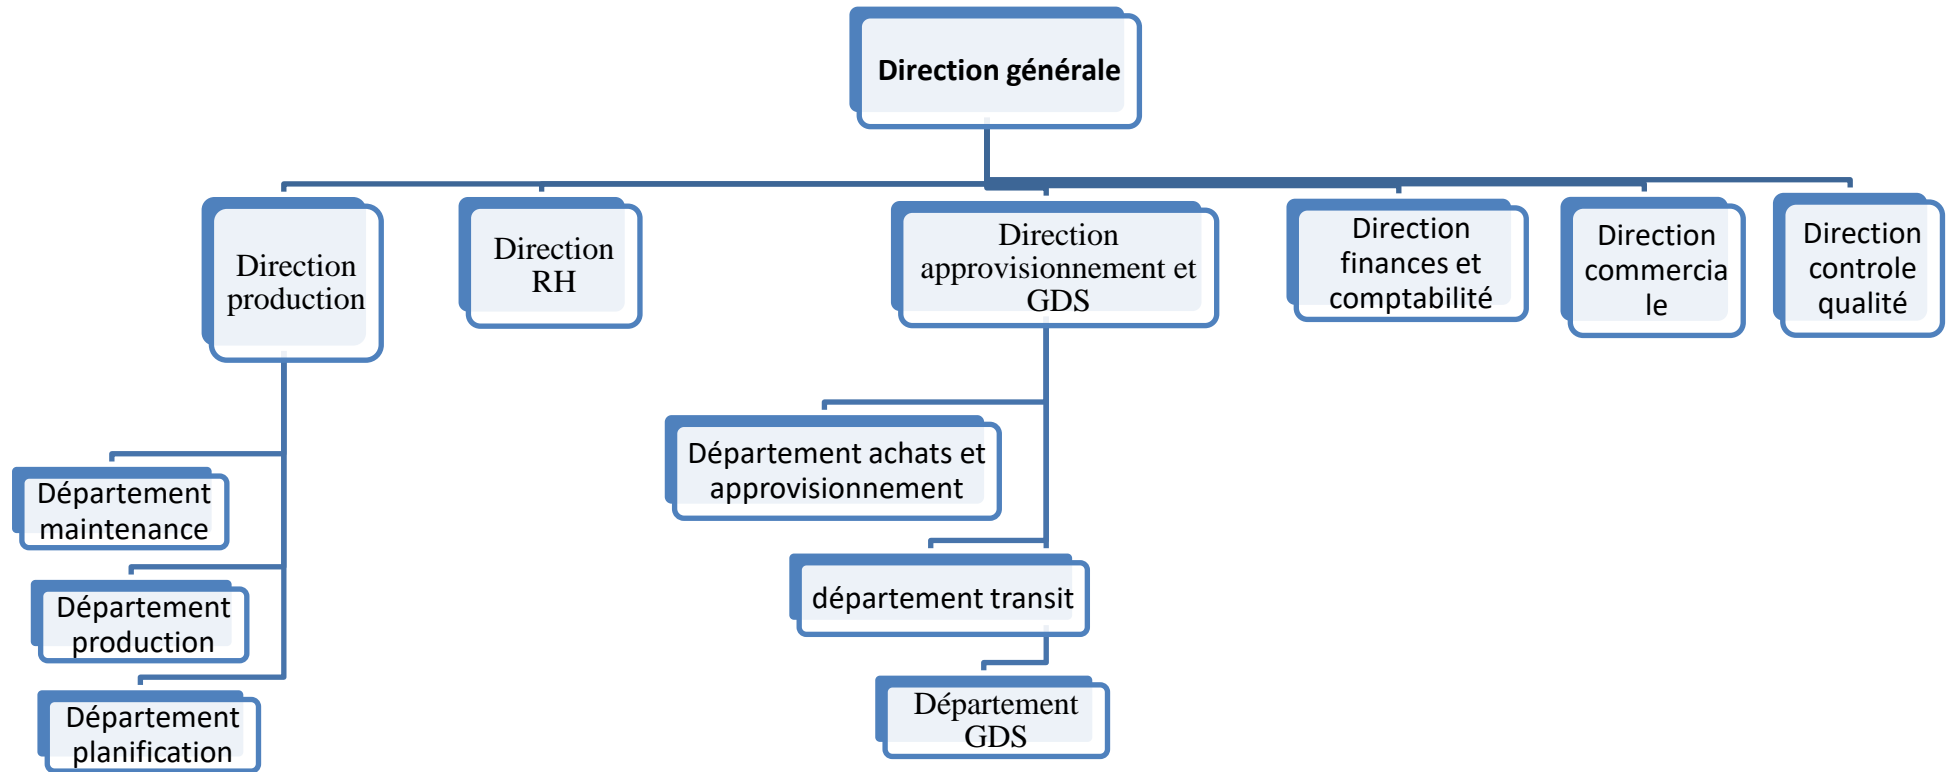 Direction générale
Direction
production
Direction
RH
Direction
approvisionnement et
GDS
Direction
finances et
comptabilité
Direction
commercia
le
Direction
controle
qualité
Département
maintenance
Département
production
Département
planification
Département achats et
approvisionnement
département transit
Département
GDS